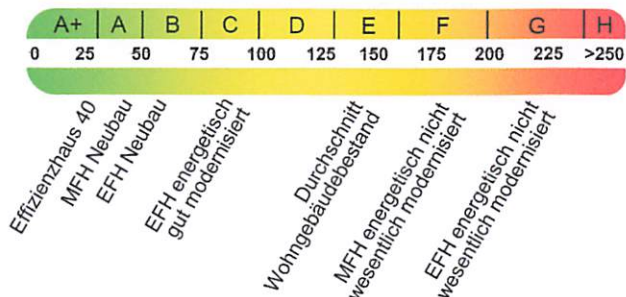 A+ A B C D E F G H
0 25 50 75 100 125 150 175 200 225 >250
Effizienzhaus 40
MFH Neubau
EFH Neubau
EFH energetisch
gut modernisiert
Durchschnitt
Wohngebäudebestand
MFH energetisch nicht
wesentlich modernisiert
EFH energetisch nicht
wesentlich modernisiert